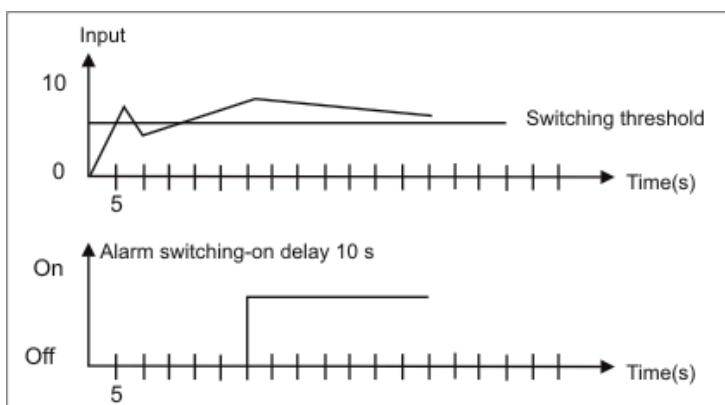 Input
10
Switching threshold
0
Time(s)
5
Alarm switching-on delay 10 s
On
Off
Time(s)
5